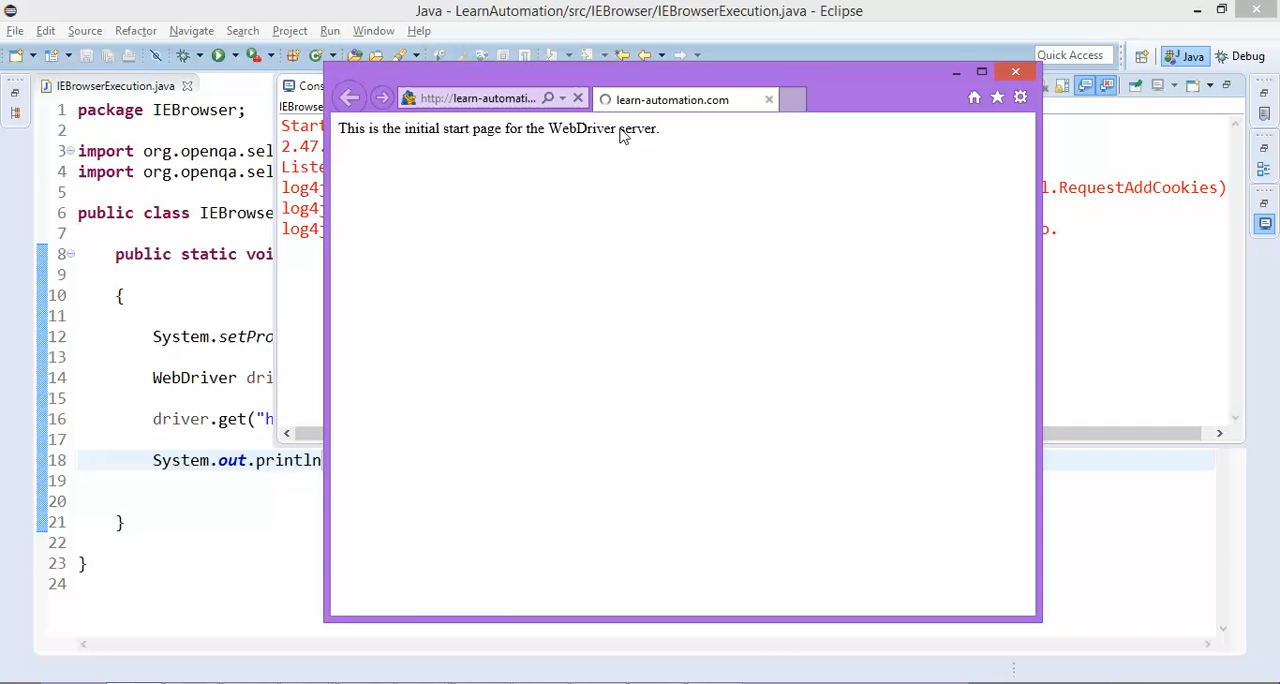 Java - LearnAutomation/src/IEBrowser/IEBrowserExecution.java - Eclipse
File Edit Source Refactor Navigate Search Project Run Window Help
Quick Access
Java
Debug
IEBrowserExecution.java
Cons
IEBrowse
http://learn-automati...
learn-automation.com
This is the initial start page for the WebDriver server.
1 package IEBrowser;
2
3 import org.openqa.sel
4 import org.openqa.sel
5
6 public class IEBrowse
7
8 public static voi
9
10 {
11
12 System.setPro
13
14 WebDriver dri
15
16 driver.get("h
17
18 System.out.println
19
20
21 }
22
23 }
24
Start
2.47.
Liste
log4j
l.RequestAddCookies)
log4j
log4j
o.